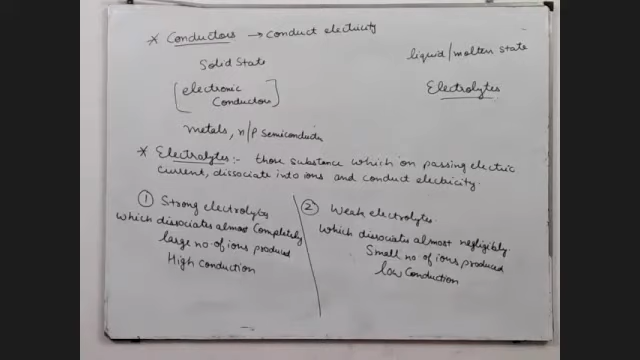 * Conductors → conduct electricity
Solid State
liquid/molten state
[electronic Conductors]
Electrolytes
metals, n/p semiconductor
* Electrolytes:- those substance which on passing electric
current, dissociate into ions and conduct electricity.
① Strong electrolytes
which dissociates almost completely
large no of ions produced
High conduction
② Weak electrolytes.
which dissociates almost negligibly.
Small no of ions produced
low conduction